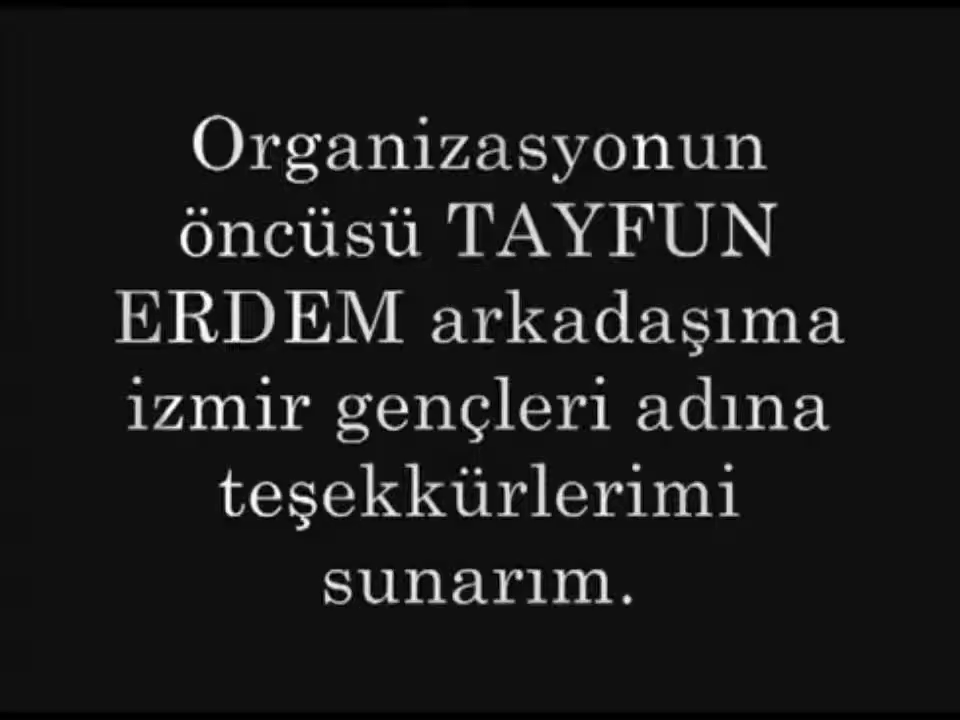 Organizasyonun
öncüsü TAYFUN
ERDEM arkadaşıma
izmir gençleri adına
teşekkürlerimi
sunarım.